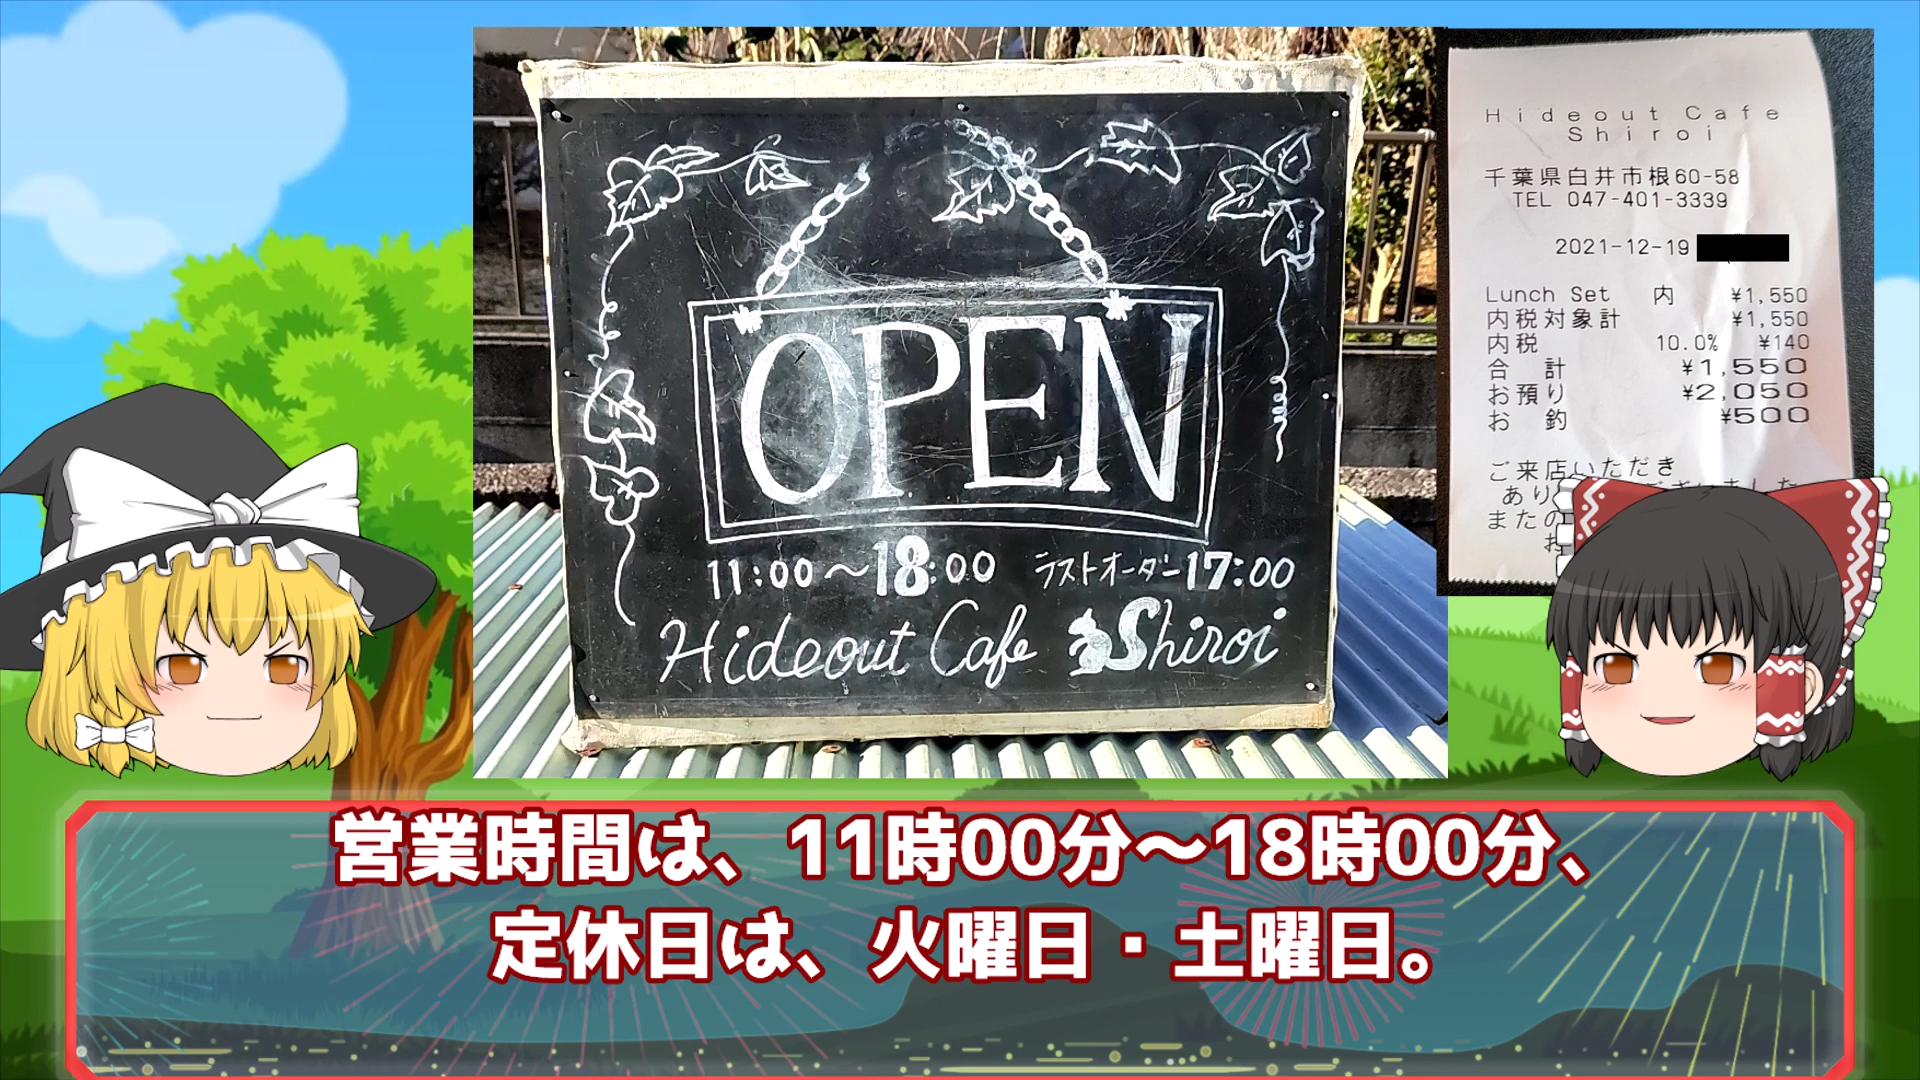 OPEN
11:00～18:00 ラストオーダー17:00
Hideout Cafe Shiroi
Hideout Cafe
Shiroi
千葉県白井市根60-58
TEL 047-401-3339
2021-12-19
Lunch Set 内 ¥1,550
内税対象計 ¥1,550
内税 10.0% ¥140
合 計 ¥1,550
お預り ¥2,050
お 釣 ¥500
ご来店いただき
あり
またの
お
営業時間は、11時00分～18時00分、
定休日は、火曜日・土曜日。